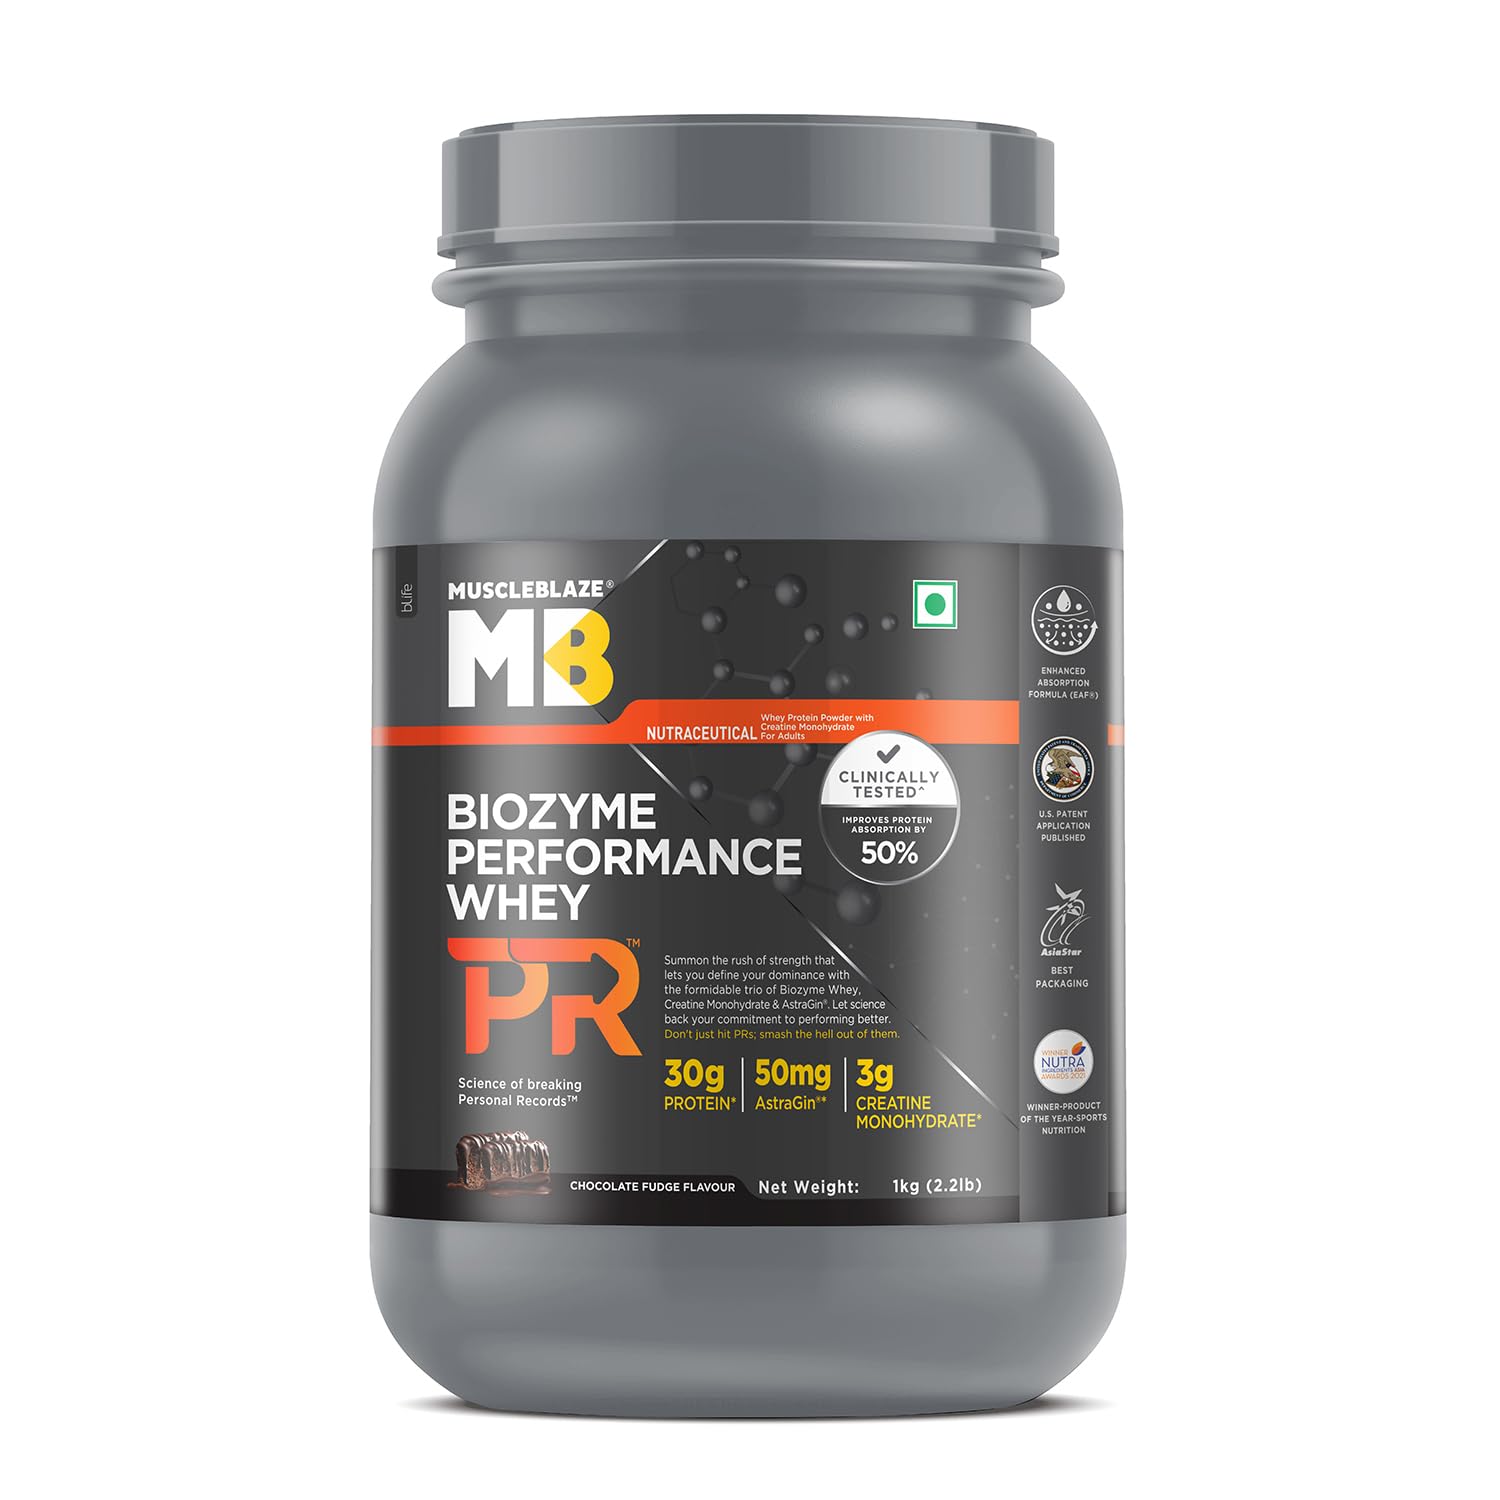 blife
MUSCLEBLAZE®
MB
NUTRACEUTICAL
Whey Protein Powder with
Creatine Monohydrate
For Adults
CLINICALLY
TESTED^
IMPROVES PROTEIN
ABSORPTION BY
50%
BIOZYME
PERFORMANCE
WHEY
PR™
Science of breaking
Personal Records™
Summon the rush of strength that
lets you define your dominance with
the formidable trio of Biozyme Whey,
Creatine Monohydrate & AstraGin®. Let science
back your commitment to performing better.
Don't just hit PRs; smash the hell out of them.
30g
PROTEIN*
50mg
AstraGin®*
3g
CREATINE
MONOHYDRATE*
CHOCOLATE FUDGE FLAVOUR
Net Weight: 1kg (2.2lb)
ENHANCED
ABSORPTION
FORMULA (EAF®)
U.S. PATENT
APPLICATION
PUBLISHED
AsiaStar
BEST
PACKAGING
WINNER
NUTRA
INGREDIENTS ASIA
AWARDS 2021
WINNER-PRODUCT
OF THE YEAR-SPORTS
NUTRITION